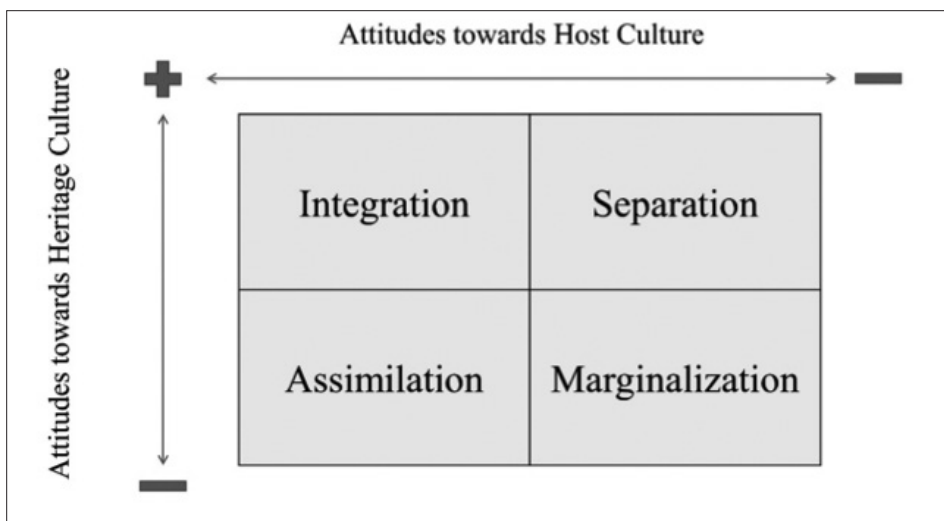 Attitudes towards Host Culture
Attitudes towards Heritage Culture
Integration
Separation
Assimilation
Marginalization